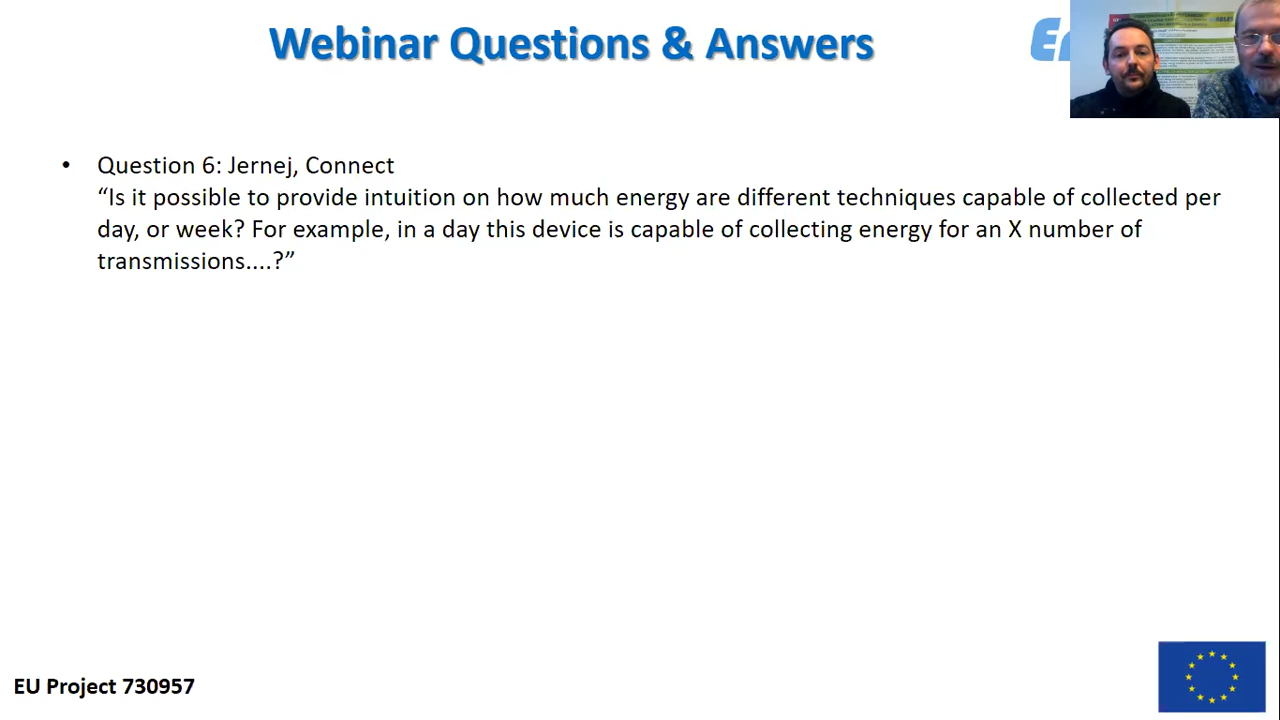 Webinar Questions & Answers
• Question 6: Jernej, Connect
“Is it possible to provide intuition on how much energy are different techniques capable of collected per
day, or week? For example, in a day this device is capable of collecting energy for an X number of
transmissions....?”
EU Project 730957